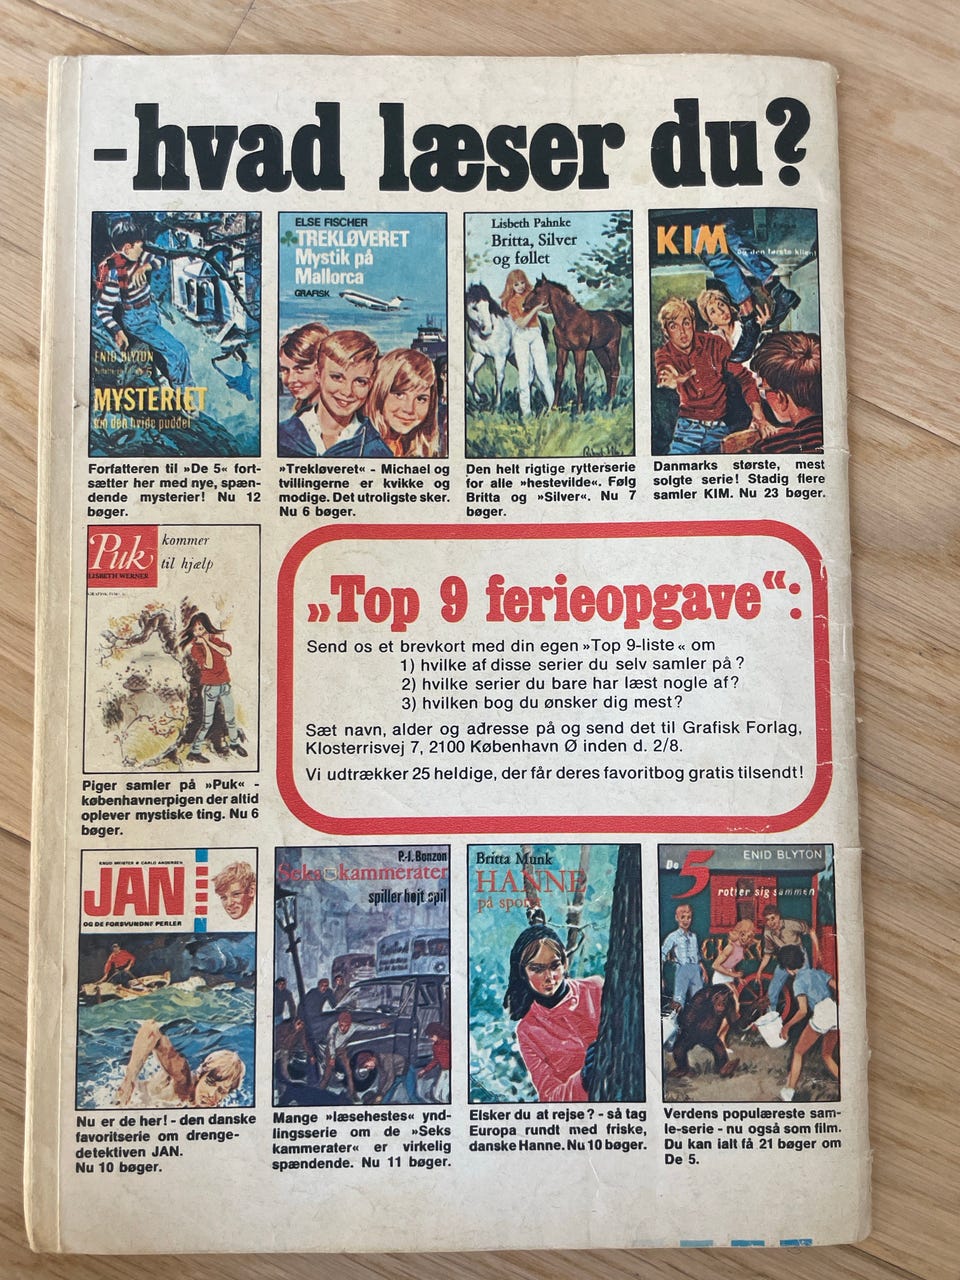 -hvad læser du?
ENID BLYTON
MYSTERIET
om den hvide puddel
Forfatteren til »De 5« fort-
sætter her med nye, spæn-
dende mysterier! Nu 12
bøger.
ELSE FISCHER
TREKLØVERET
Mystik på
Mallorca
GRAFISK
»Trekløveret« - Michael og
tvillingerne er kvikke og
modige. Det utroligste sker.
Nu 6 bøger.
Lisbeth Pahnke
Britta, Silver
og føllet
Den helt rigtige rytterserie
for alle »hestevilde«. Følg
Britta og »Silver«. Nu 7
bøger.
KIM
og den første klient
Danmarks største, mest
solgte serie! Stadig flere
samler KIM. Nu 23 bøger.
Puk
LISBETH WERNER
kommer
til hjælp
Piger samler på »Puk« -
københavnerpigen der altid
oplever mystiske ting. Nu 6
bøger.
„Top 9 ferieopgave“:
Send os et brevkort med din egen »Top 9-liste« om
1) hvilke af disse serier du selv samler på?
2) hvilke serier du bare har læst nogle af?
3) hvilken bog du ønsker dig mest?
Sæt navn, alder og adresse på og send det til Grafisk Forlag,
Klosterrisvej 7, 2100 København Ø inden d. 2/8.
Vi udtrækker 25 heldige, der får deres favoritbog gratis tilsendt!
KNUD MEISTER & CARLO ANDERSEN
JAN
OG DE FORSVUNDNE PERLER
Nu er de her! - den danske
favoritserie om drenge-
detektiven JAN.
Nu 10 bøger.
P.-J. Bonzon
Seks kammerater
spiller højt spil
Mange »læsehestes« ynd-
lingsserie om de »Seks
kammerater« er virkelig
spændende. Nu 11 bøger.
Britta Munk
HANNE
på sporet
Elsker du at rejse? - så tag
Europa rundt med friske,
danske Hanne. Nu 10 bøger.
ENID BLYTON
De 5
rotter sig sammen
Verdens populæreste sam-
le-serie - nu også som film.
Du kan ialt få 21 bøger om
De 5.